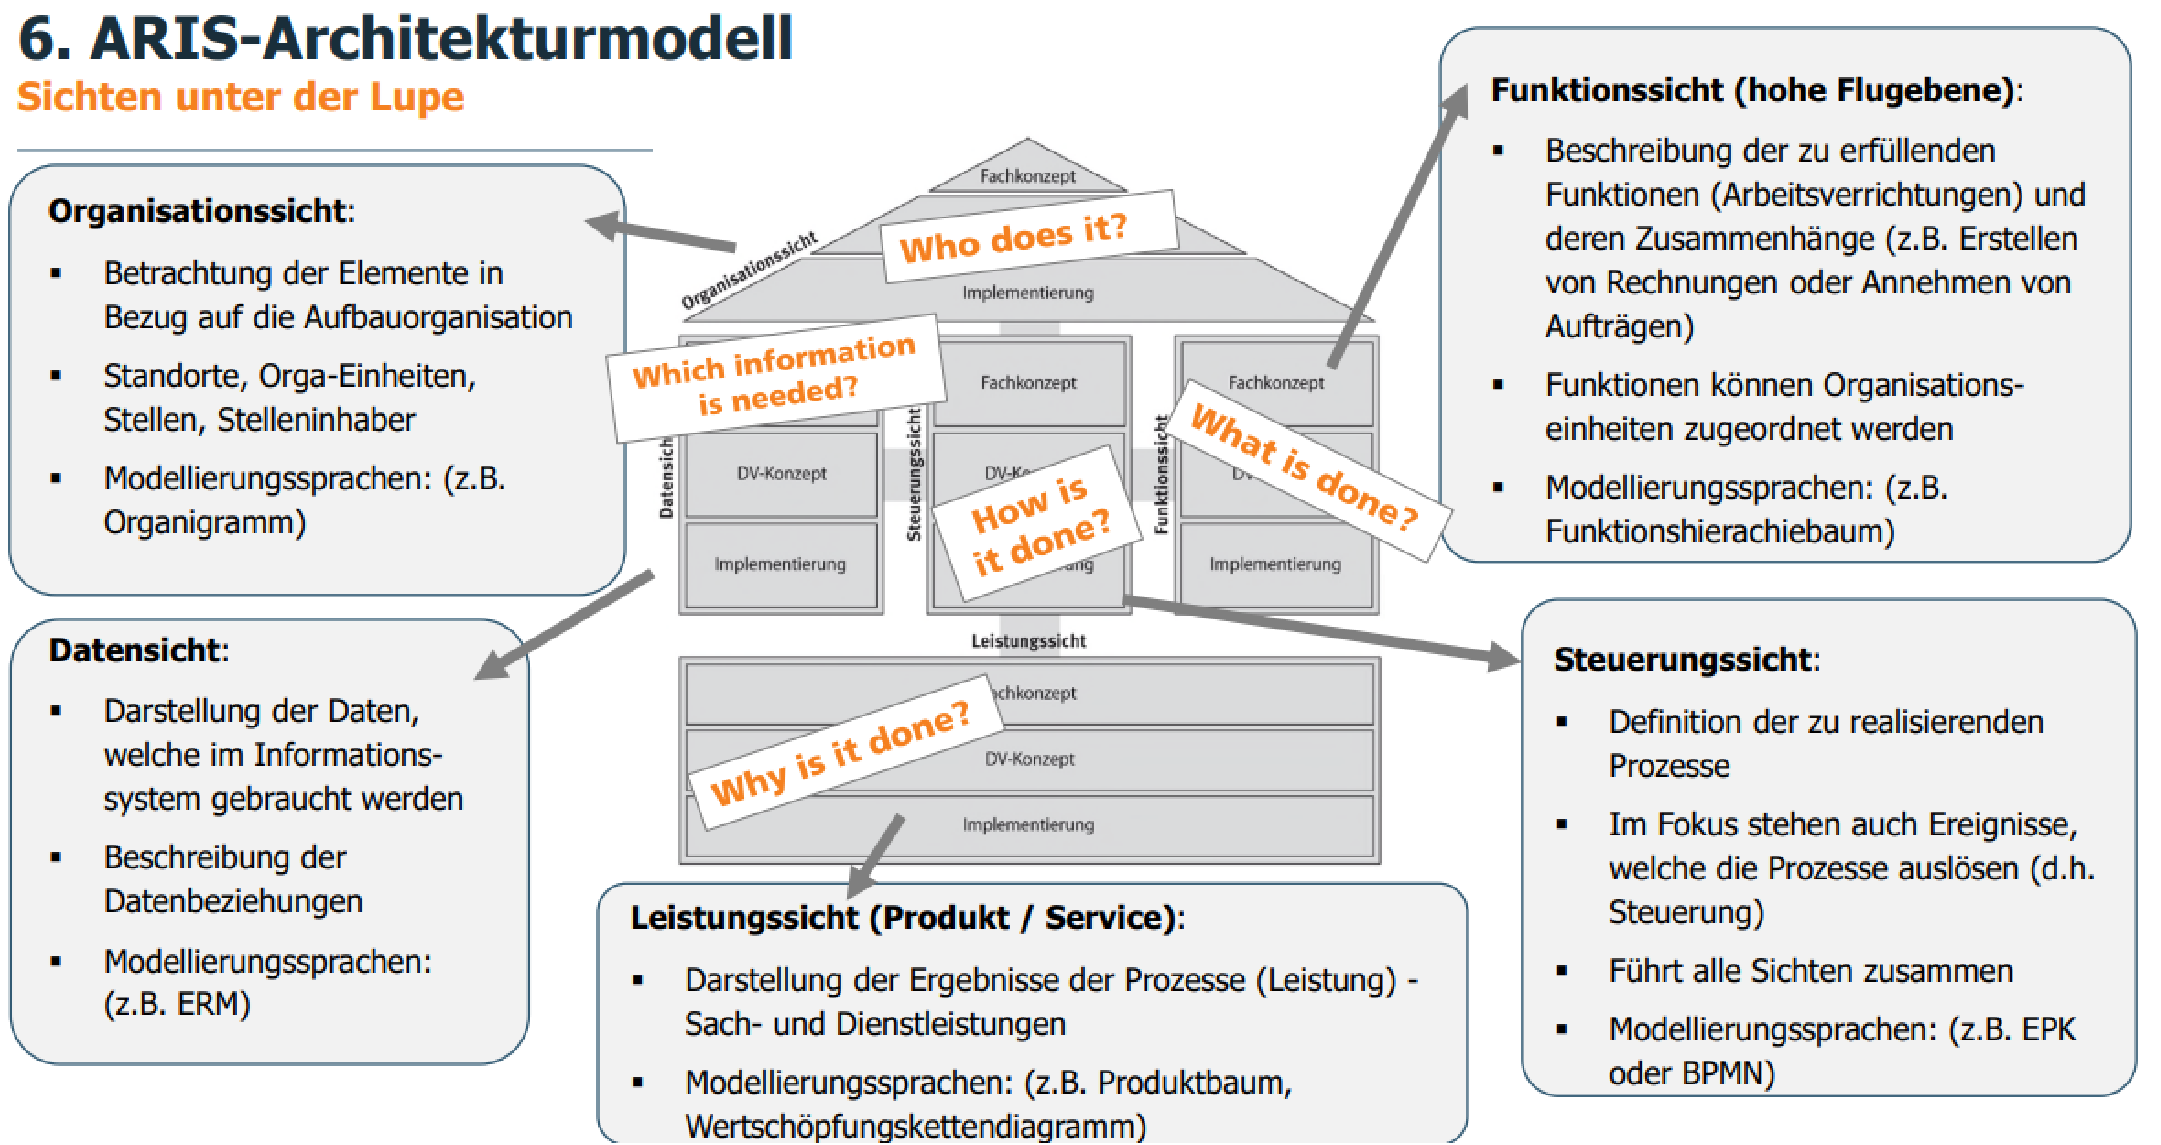 6. ARIS-Architekturmodell
Sichten unter der Lupe
Organisationssicht:
▪ Betrachtung der Elemente in
Bezug auf die Aufbauorganisation
▪ Standorte, Orga-Einheiten,
Stellen, Stelleninhaber
▪ Modellierungssprachen: (z.B.
Organigramm)
Datensicht:
▪ Darstellung der Daten,
welche im Informations-
system gebraucht werden
▪ Beschreibung der
Datenbeziehungen
▪ Modellierungssprachen:
(z.B. ERM)
Fachkonzept
Who does it?
Organisationssicht
Implementierung
Which information
is needed?
Datensich
DV-Konzept
Implementierung
Steuerungssicht
Fachkonzept
DV-K
How is
it done?
ung
Funktionssicht
Fachkonzept
What is done?
DV
Implementierung
Leistungssicht
chkonzept
Why is it done?
DV-Konzept
Implementierung
Funktionssicht (hohe Flugebene):
▪ Beschreibung der zu erfüllenden
Funktionen (Arbeitsverrichtungen) und
deren Zusammenhänge (z.B. Erstellen
von Rechnungen oder Annehmen von
Aufträgen)
▪ Funktionen können Organisations-
einheiten zugeordnet werden
▪ Modellierungssprachen: (z.B.
Funktionshierachiebaum)
Steuerungssicht:
▪ Definition der zu realisierenden
Prozesse
▪ Im Fokus stehen auch Ereignisse,
welche die Prozesse auslösen (d.h.
Steuerung)
▪ Führt alle Sichten zusammen
▪ Modellierungssprachen: (z.B. EPK
oder BPMN)
Leistungssicht (Produkt / Service):
▪ Darstellung der Ergebnisse der Prozesse (Leistung) -
Sach- und Dienstleistungen
▪ Modellierungssprachen: (z.B. Produktbaum,
Wertschöpfungskettendiagramm)